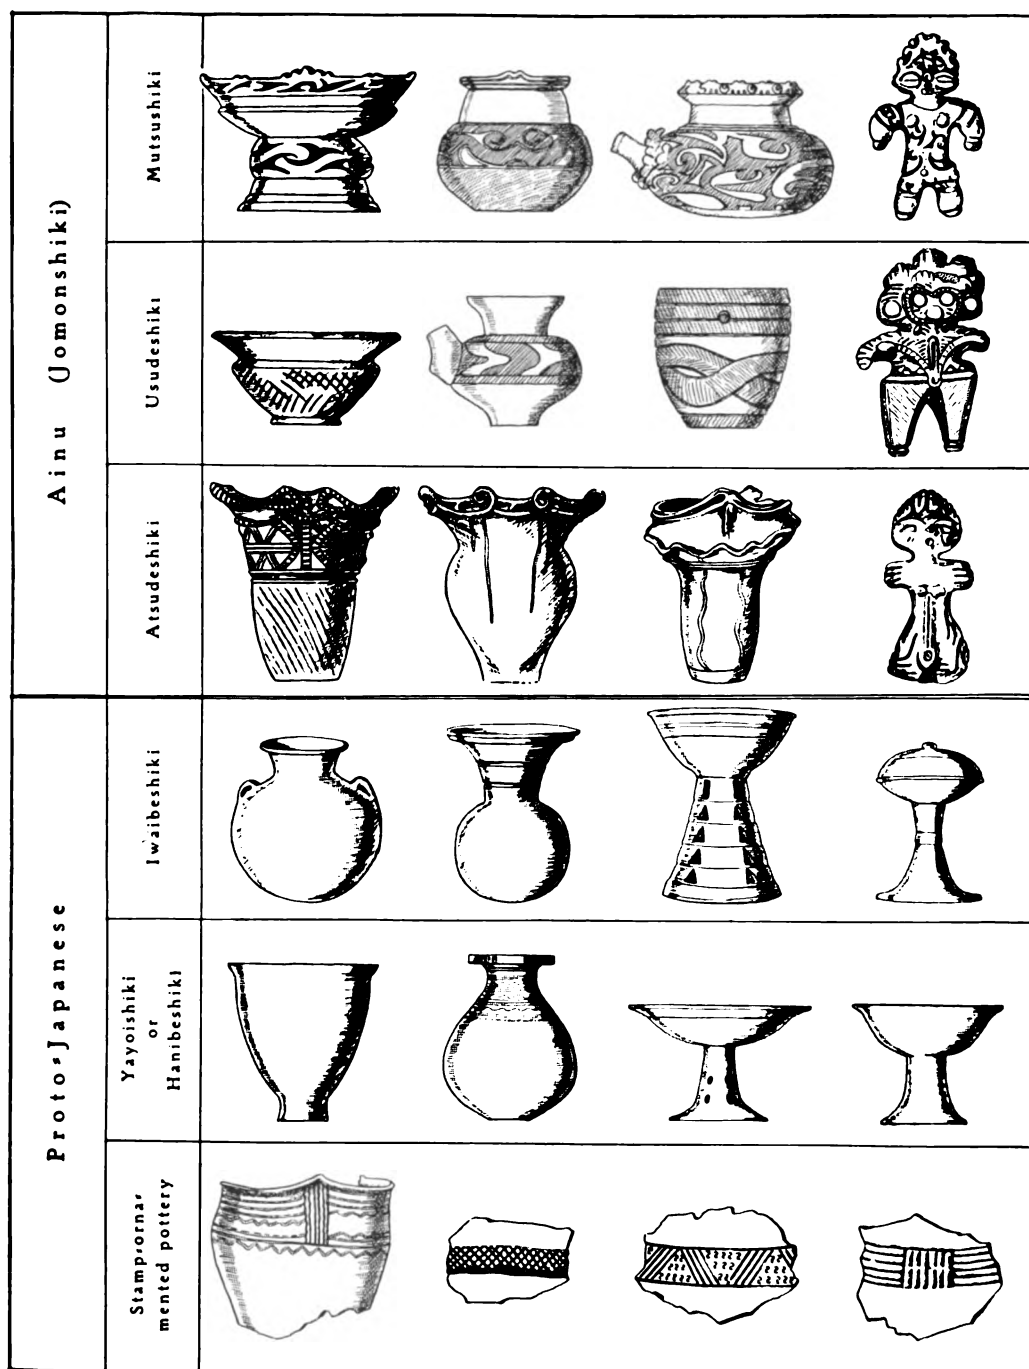 Ainu (Jomonshiki)
Mutsushiki
Usudeshiki
Atsudeshiki
Proto⸗Japanese
Iwaibeshiki
Yayoishiki
or
Hanibeshiki
Stamp⸗orna⸗
mented pottery